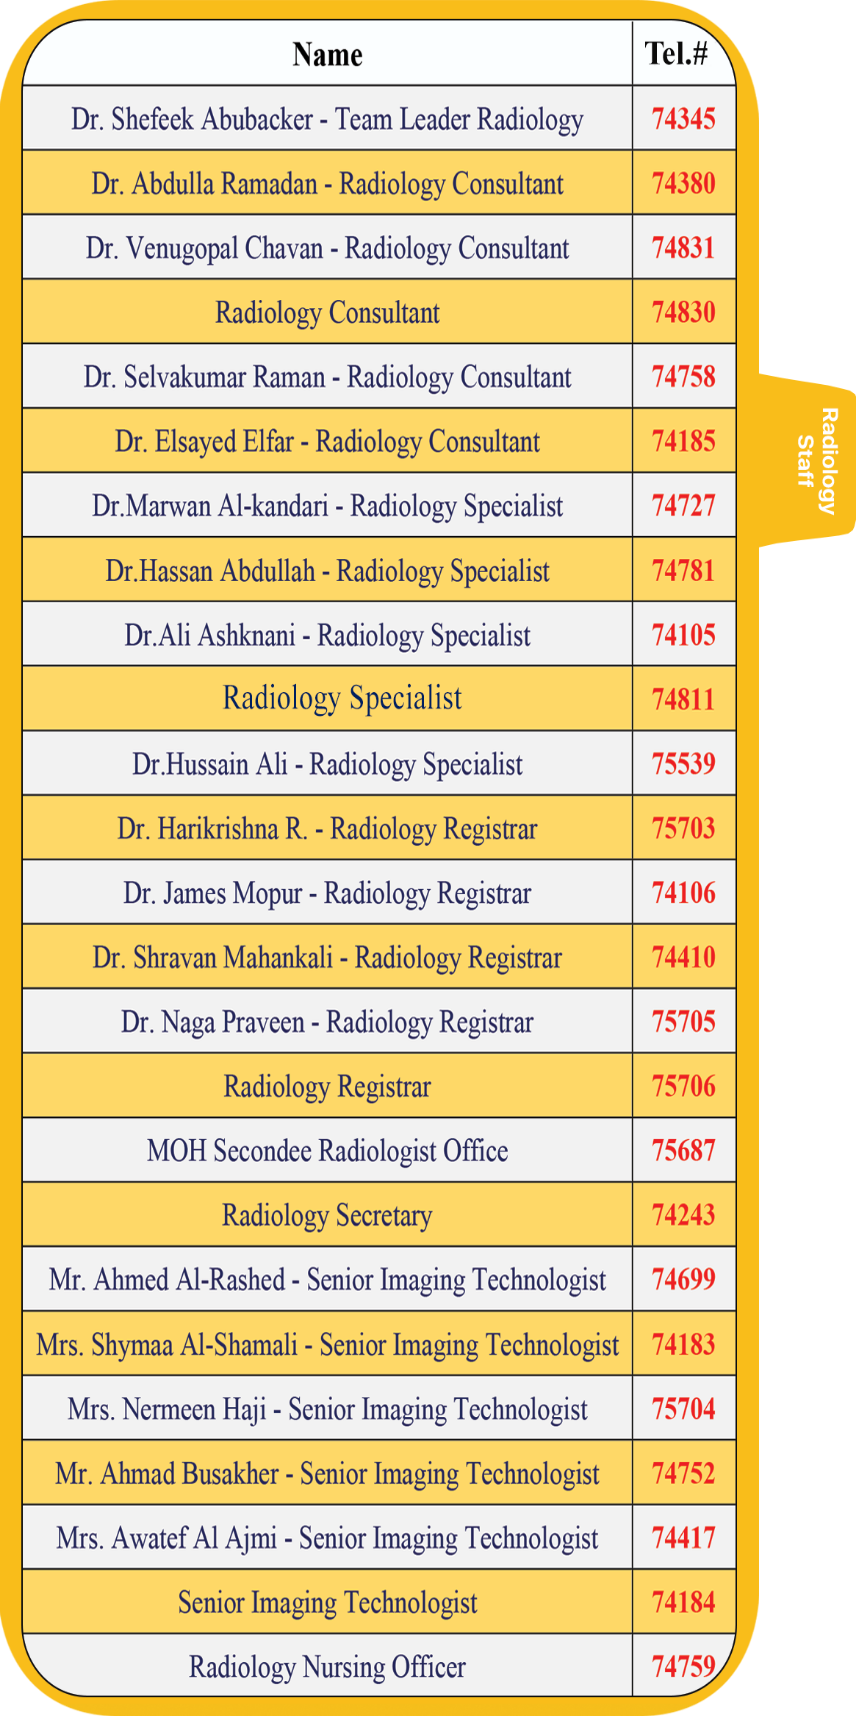 Name Tel.#
Dr. Shefeek Abubacker - Team Leader Radiology 74345
Dr. Abdulla Ramadan - Radiology Consultant 74380
Dr. Venugopal Chavan - Radiology Consultant 74831
Radiology Consultant 74830
Dr. Selvakumar Raman - Radiology Consultant 74758
Dr. Elsayed Elfar - Radiology Consultant 74185
Dr.Marwan Al-kandari - Radiology Specialist 74727
Dr.Hassan Abdullah - Radiology Specialist 74781
Dr.Ali Ashknani - Radiology Specialist 74105
Radiology Specialist 74811
Dr.Hussain Ali - Radiology Specialist 75539
Dr. Harikrishna R. - Radiology Registrar 75703
Dr. James Mopur - Radiology Registrar 74106
Dr. Shravan Mahankali - Radiology Registrar 74410
Dr. Naga Praveen - Radiology Registrar 75705
Radiology Registrar 75706
MOH Secondee Radiologist Office 75687
Radiology Secretary 74243
Mr. Ahmed Al-Rashed - Senior Imaging Technologist 74699
Mrs. Shymaa Al-Shamali - Senior Imaging Technologist 74183
Mrs. Nermeen Haji - Senior Imaging Technologist 75704
Mr. Ahmad Busakher - Senior Imaging Technologist 74752
Mrs. Awatef Al Ajmi - Senior Imaging Technologist 74417
Senior Imaging Technologist 74184
Radiology Nursing Officer 74759
Radiology
Staff